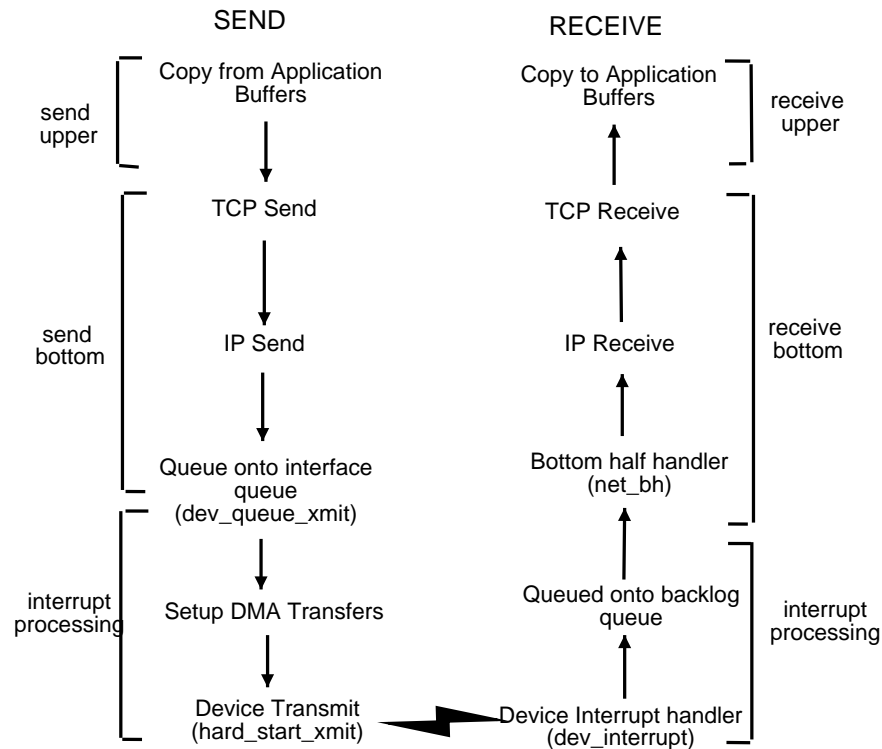 SEND
Copy from Application
Buffers
send
upper
TCP Send
send
bottom
IP Send
Queue onto interface
queue
(dev_queue_xmit)
interrupt
processing
Setup DMA Transfers
Device Transmit
(hard_start_xmit)
RECEIVE
Copy to Application
Buffers
receive
upper
TCP Receive
IP Receive
receive
bottom
Bottom half handler
(net_bh)
Queued onto backlog
queue
interrupt
processing
Device Interrupt handler
(dev_interrupt)